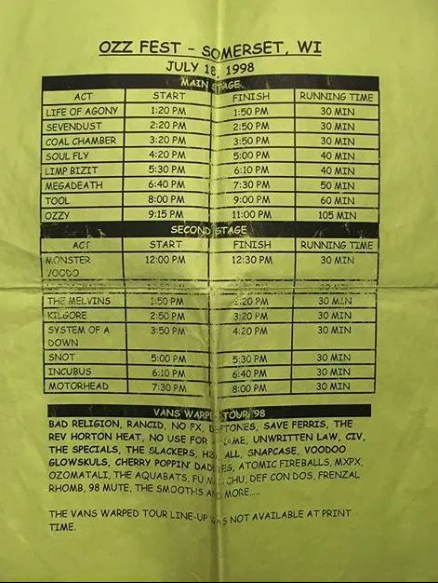 OZZ FEST - SOMERSET, WI
JULY 18, 1998
MAIN STAGE
ACT START FINISH RUNNING TIME
LIFE OF AGONY 1:20 PM 1:50 PM 30 MIN
SEVENDUST 2:20 PM 2:50 PM 30 MIN
COAL CHAMBER 3:20 PM 3:50 PM 30 MIN
SOUL FLY 4:20 PM 5:00 PM 40 MIN
LIMP BIZIT 5:30 PM 6:10 PM 40 MIN
MEGADEATH 6:40 PM 7:30 PM 50 MIN
TOOL 8:00 PM 9:00 PM 60 MIN
OZZY 9:15 PM 11:00 PM 105 MIN
SECOND STAGE
ACT START FINISH RUNNING TIME
MONSTER 12:00 PM 12:30 PM 30 MIN
VOODO
THE MELVINS 1:50 PM 2:20 PM 30 MIN
KILGORE 2:50 PM 3:20 PM 30 MIN
SYSTEM OF A 3:50 PM 4:20 PM 30 MIN
DOWN
SNOT 5:00 PM 5:30 PM 30 MIN
INCUBUS 6:10 PM 6:40 PM 30 MIN
MOTORHEAD 7:30 PM 8:00 PM 30 MIN
VANS WARPED TOUR '98
BAD RELIGION, RANCID, NO FX, DEFTONES, SAVE FERRIS, THE
REV HORTON HEAT, NO USE FOR A NAME, UNWRITTEN LAW, CIV,
THE SPECIALS, THE SLACKERS, ALL, SNAPCASE, VOODOO
GLOWSKULS, CHERRY POPPIN' DADDIES, ATOMIC FIREBALLS, MXPX,
OZOMATALI, THE AQUABATS, FU MANCHU, DEF CON DOS, FRENZAL
RHOMB, 98 MUTE, THE SMOOTHS AND MORE....
THE VANS WARPED TOUR LINE-UP WAS NOT AVAILABLE AT PRINT
TIME.